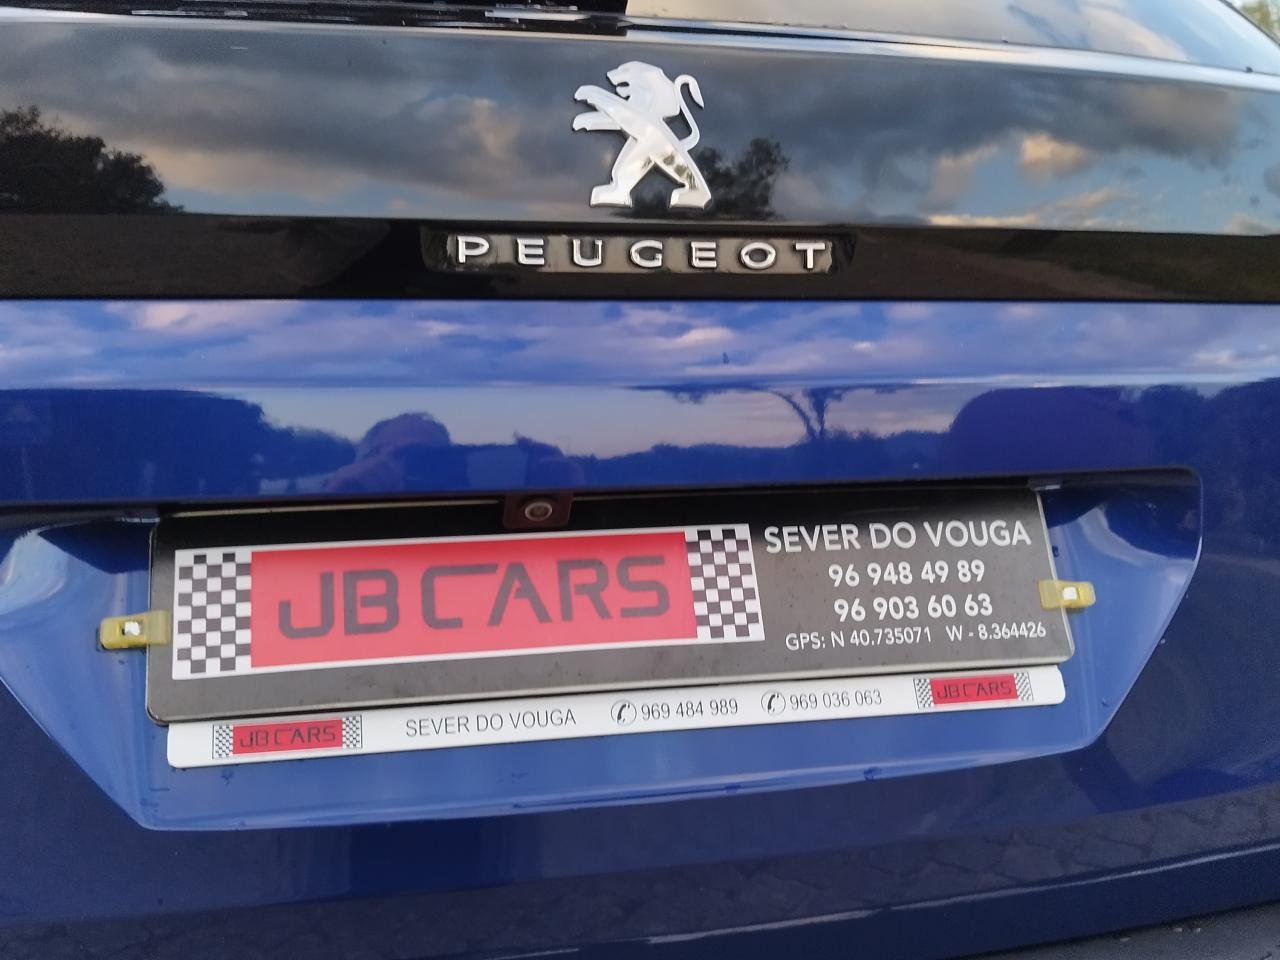 PEUGEOT
JB CARS
SEVER DO VOUGA
96 948 49 89
96 903 60 63
GPS: N 40.735071 W - 8.364426
JB CARS SEVER DO VOUGA 969 484 989 969 036 063 JB CARS